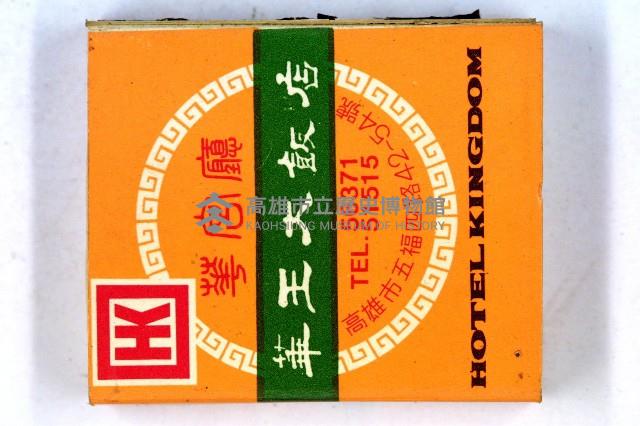 華王大飯店
TEL.
高雄市五福四路42-54號
HOTEL KINGDOM
HK
高雄市立歷史博物館
KAOHSIUNG MUSEUM OF HISTORY